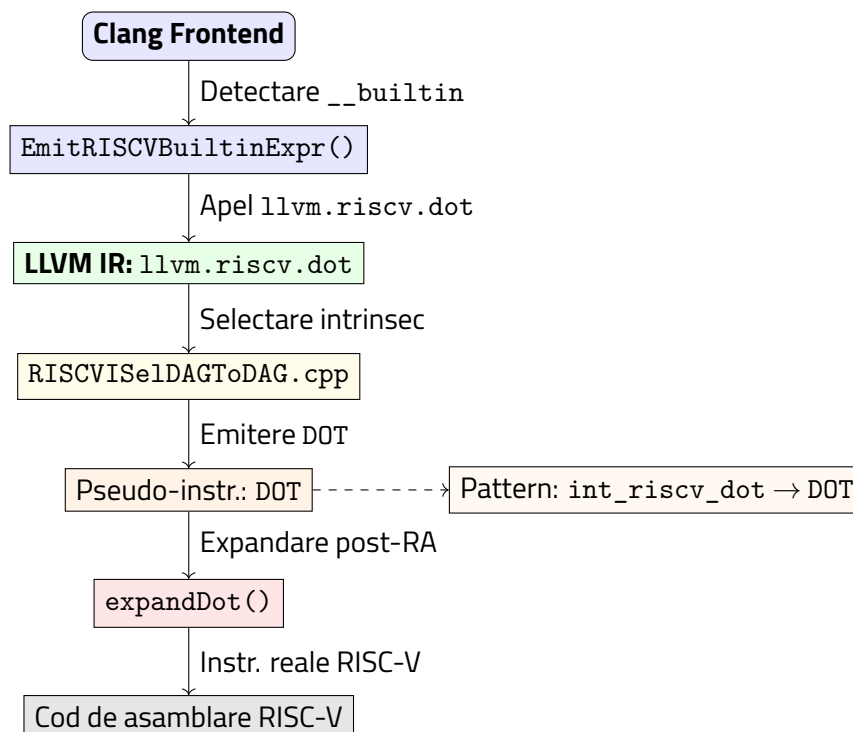 Clang Frontend
Detectare __builtin
EmitRISCVBuiltinExpr()
Apel llvm.riscv.dot
LLVM IR: llvm.riscv.dot
Selectare intrinsec
RISCVISelDAGToDAG.cpp
Emitere DOT
Pseudo-instr.: DOT
Pattern: int_riscv_dot → DOT
Expandare post-RA
expandDot()
Instr. reale RISC-V
Cod de asamblare RISC-V